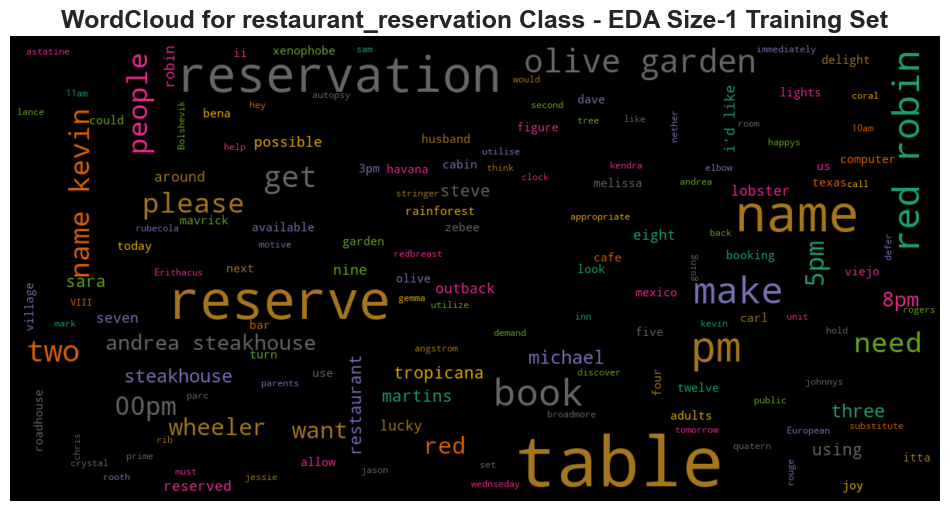 WordCloud for restaurant_reservation Class - EDA Size-1 Training Set
astatine
robin
ii
xenophobe
sam
reservation
olive garden
immediately
delight
red robin
people
11am
lance
could
Bolshevik
bena
hey
autopsy
would
second
dave
tree
like
nether
i'd like
lights
room
coral
name kevin
help
possible
husband
utilise
figure
happys
10am
around
get
3pm
havana
cabin
think
clock
kendra
melissa
elbow
andrea
us
computer
texas
call
lobster
please
mavrick
rubecola
available
stringer
steve
rainforest
zebee
appropriate
eight
back
name
defer
today
motive
garden
redbreast
cafe
look
booking
going
5pm
viejo
Erithacus
next
nine
olive
outback
sara
VIII
village
reserve
gemma
utilize
mexico
make
8pm
rogers
mark
seven
bar
inn
kevin
carl
unit
hold
two
andrea steakhouse
turn
demand
five
pm
need
angstrom
michael
discover
steakhouse
parents
use
restaurant
tropicana
four
twelve
johnnys
00pm
parc
martins
book
broadmore
public
three
roadhouse
wheeler
want
lucky
adults
substitute
chris
rib
red
tomorrow
European
quatern
using
itta
crystal
prime
allow
jason
set
table
rooth
must
reserved
jessie
wednseday
rouge
joy